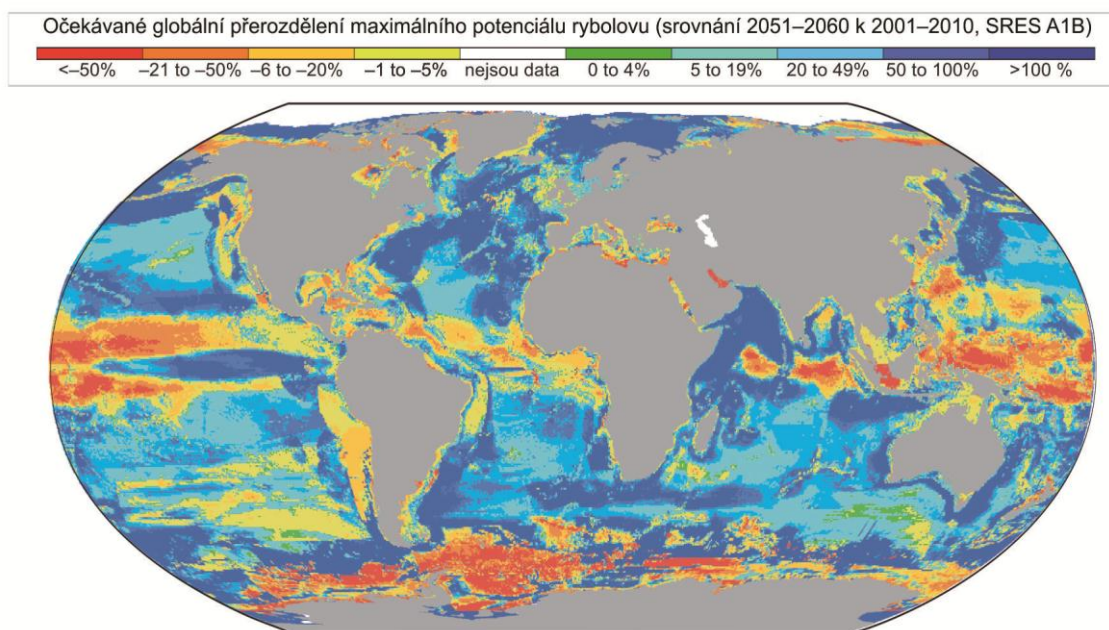 Očekávané globální přerozdělení maximálního potenciálu rybolovu (srovnání 2051–2060 k 2001–2010, SRES A1B)
<–50% –21 to –50% –6 to –20% –1 to –5% nejsou data 0 to 4% 5 to 19% 20 to 49% 50 to 100% >100 %